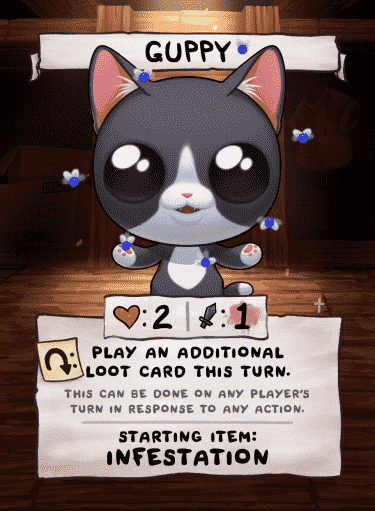 GUPPY
:2 :1
PLAY AN ADDITIONAL
LOOT CARD THIS TURN.
THIS CAN BE DONE ON ANY PLAYER'S
TURN IN RESPONSE TO ANY ACTION.
STARTING ITEM:
INFESTATION